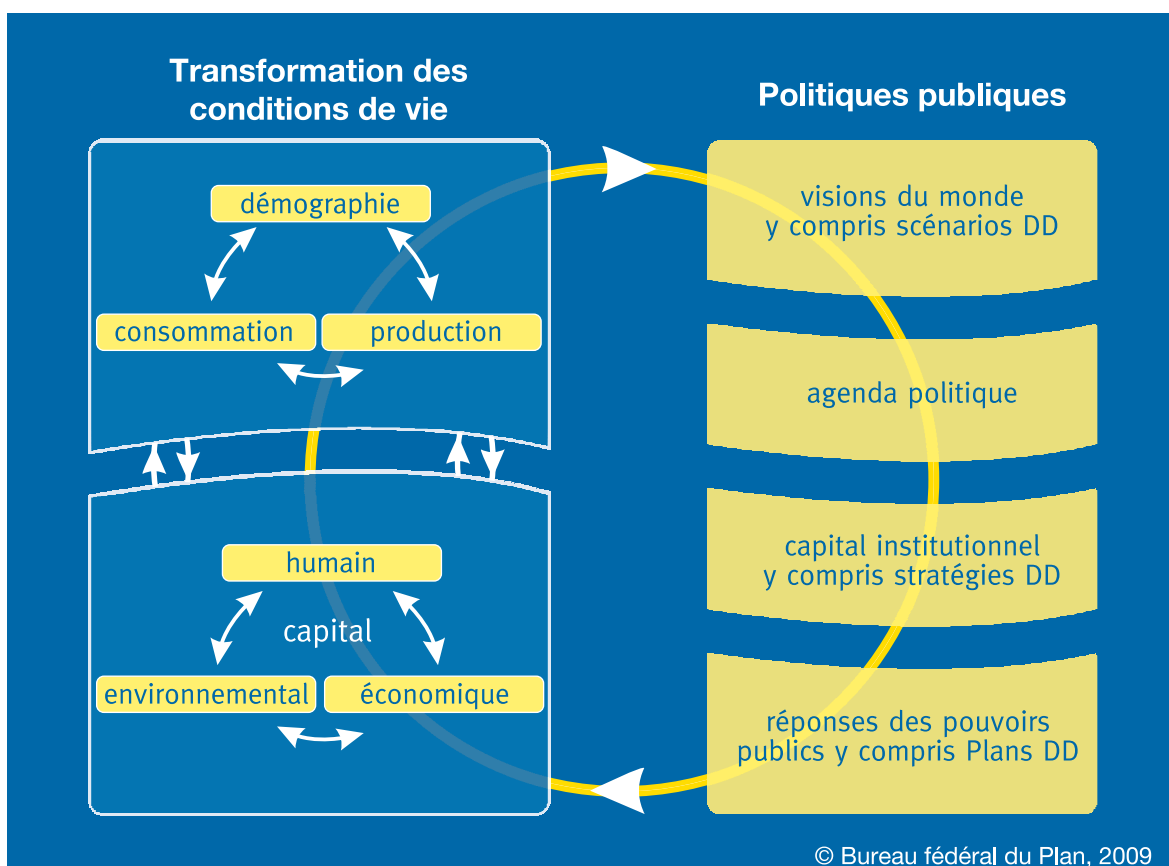 Transformation des
conditions de vie
démographie
consommation
production
humain
capital
environnemental
économique
Politiques publiques
visions du monde
y compris scénarios DD
agenda politique
capital institutionnel
y compris stratégies DD
réponses des pouvoirs
publics y compris Plans DD
© Bureau fédéral du Plan, 2009